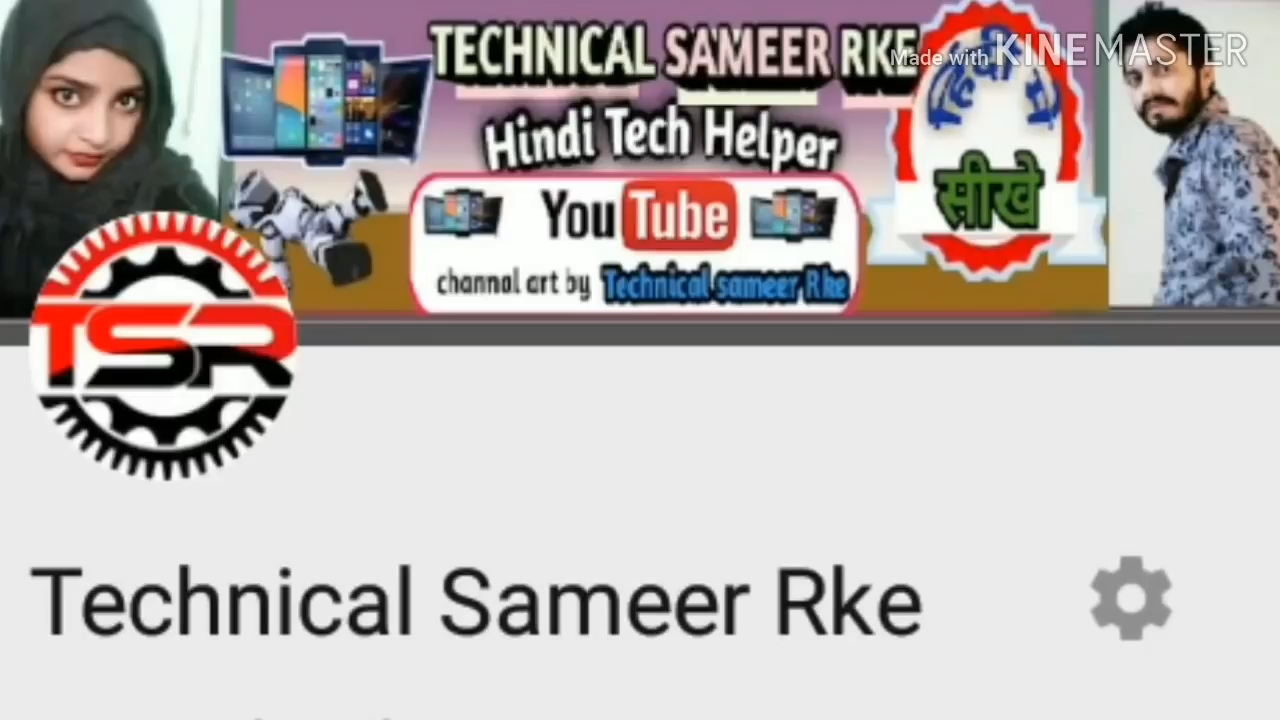 TECHNICAL SAMEER RKE
Made with KINEMASTER
Hindi Tech Helper
हिंदी में
सीखे
YouTube
channal art by Technical sameer Rke
TSR
Technical Sameer Rke